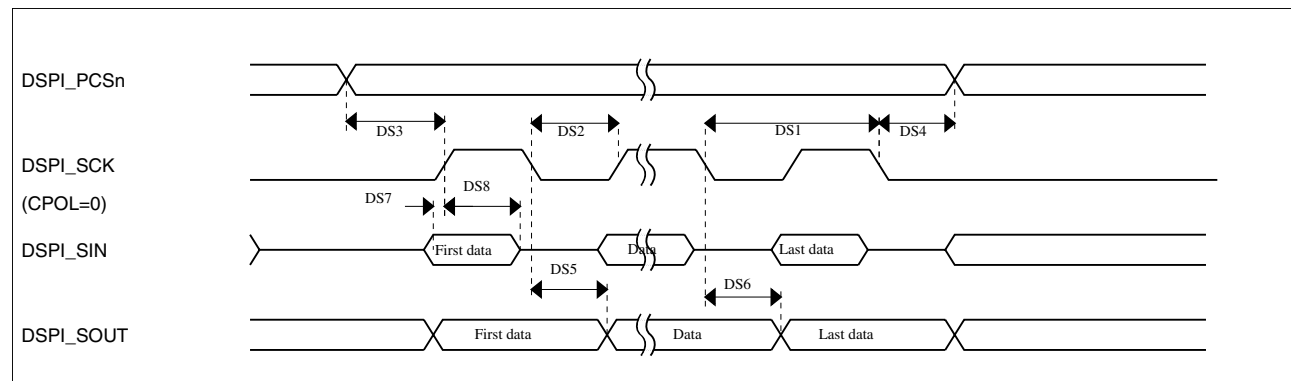 DSPI_PCSn
DS3
DS2
DS1
DS4
DSPI_SCK
DS7
DS8
(CPOL=0)
DSPI_SIN
First data
Data
Last data
DS5
DS6
DSPI_SOUT
First data
Data
Last data